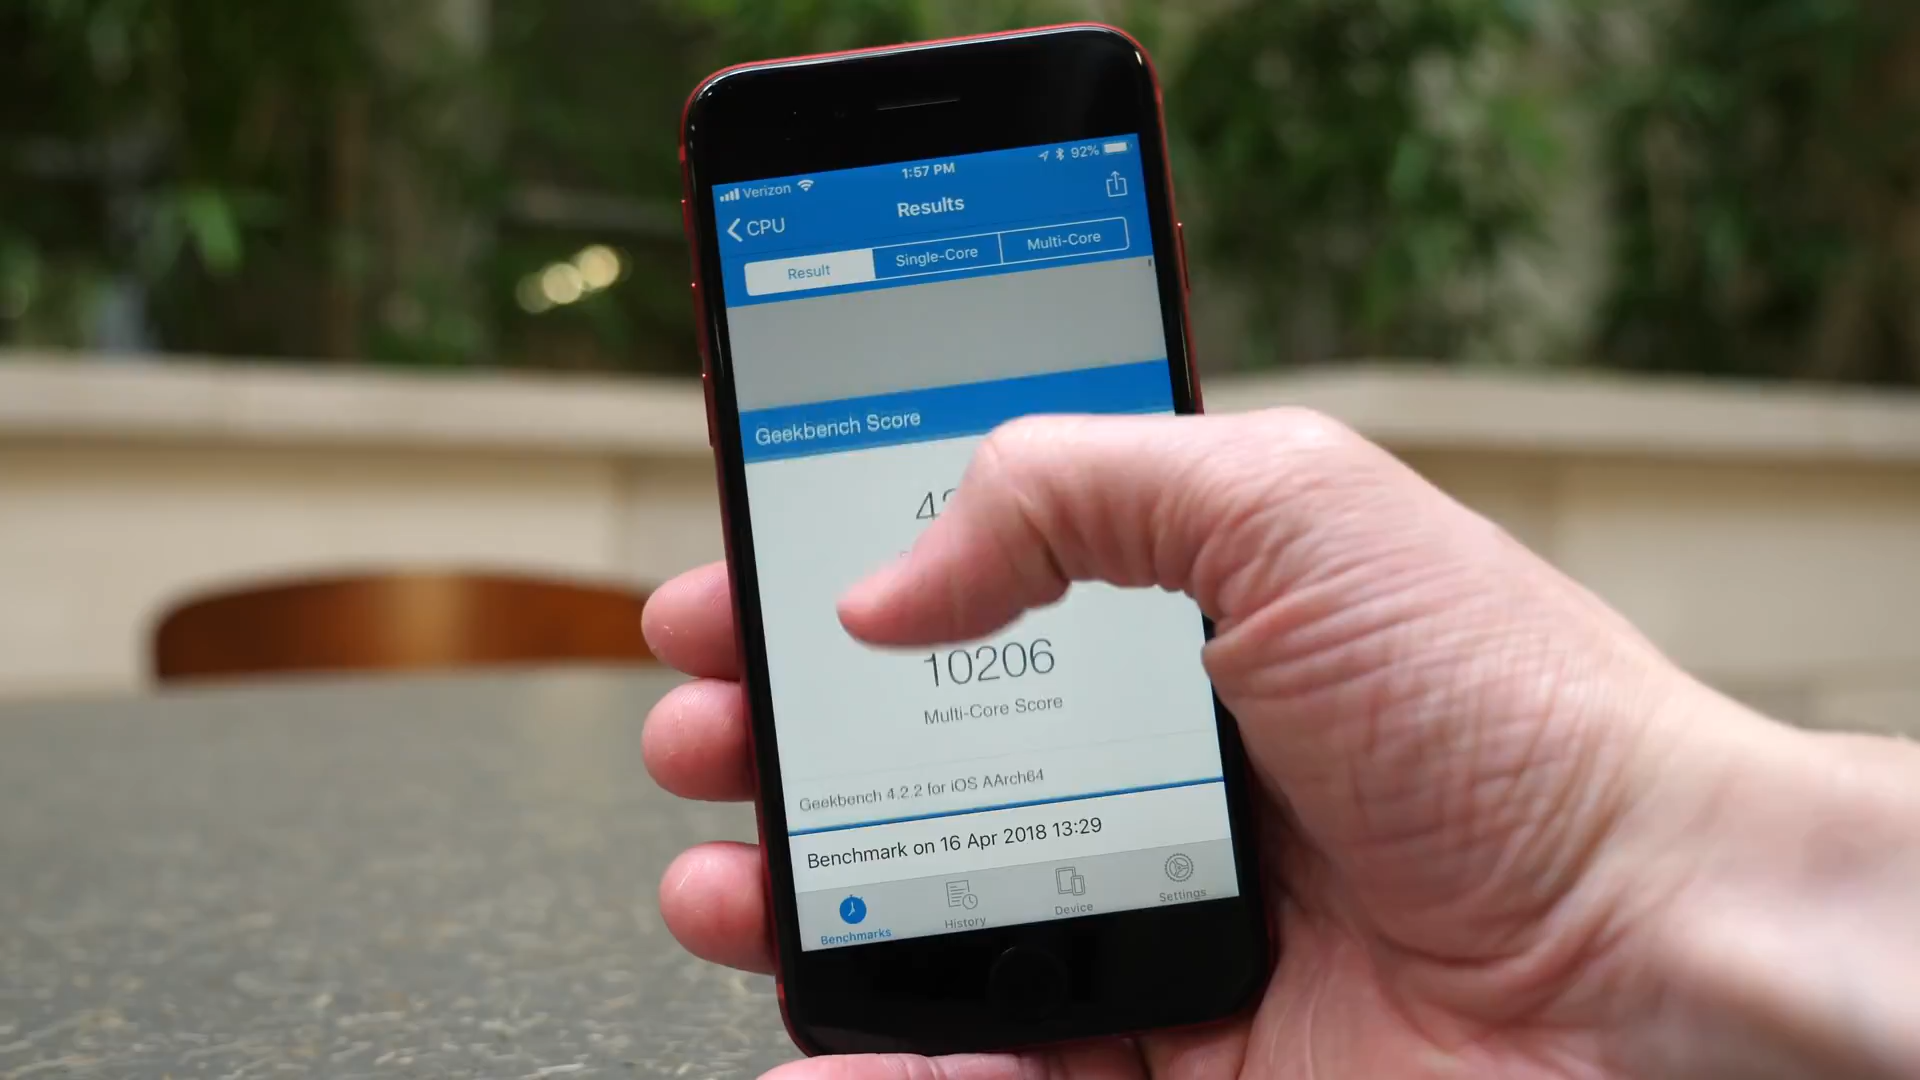 Verizon 1:57 PM 92%
CPU Results
Result Single-Core Multi-Core
Geekbench Score
10206
Multi-Core Score
Geekbench 4.2.2 for iOS AArch64
Benchmark on 16 Apr 2018 13:29
Benchmarks History Device Settings